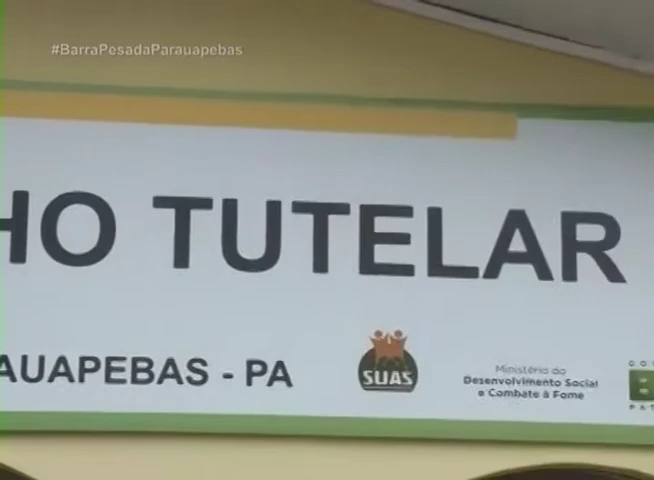 #BarraPesadaParauapebas
HO TUTELAR
AUAPEBAS - PA
SUAS
Ministério do
Desenvolvimento Social
e Combate à Fome